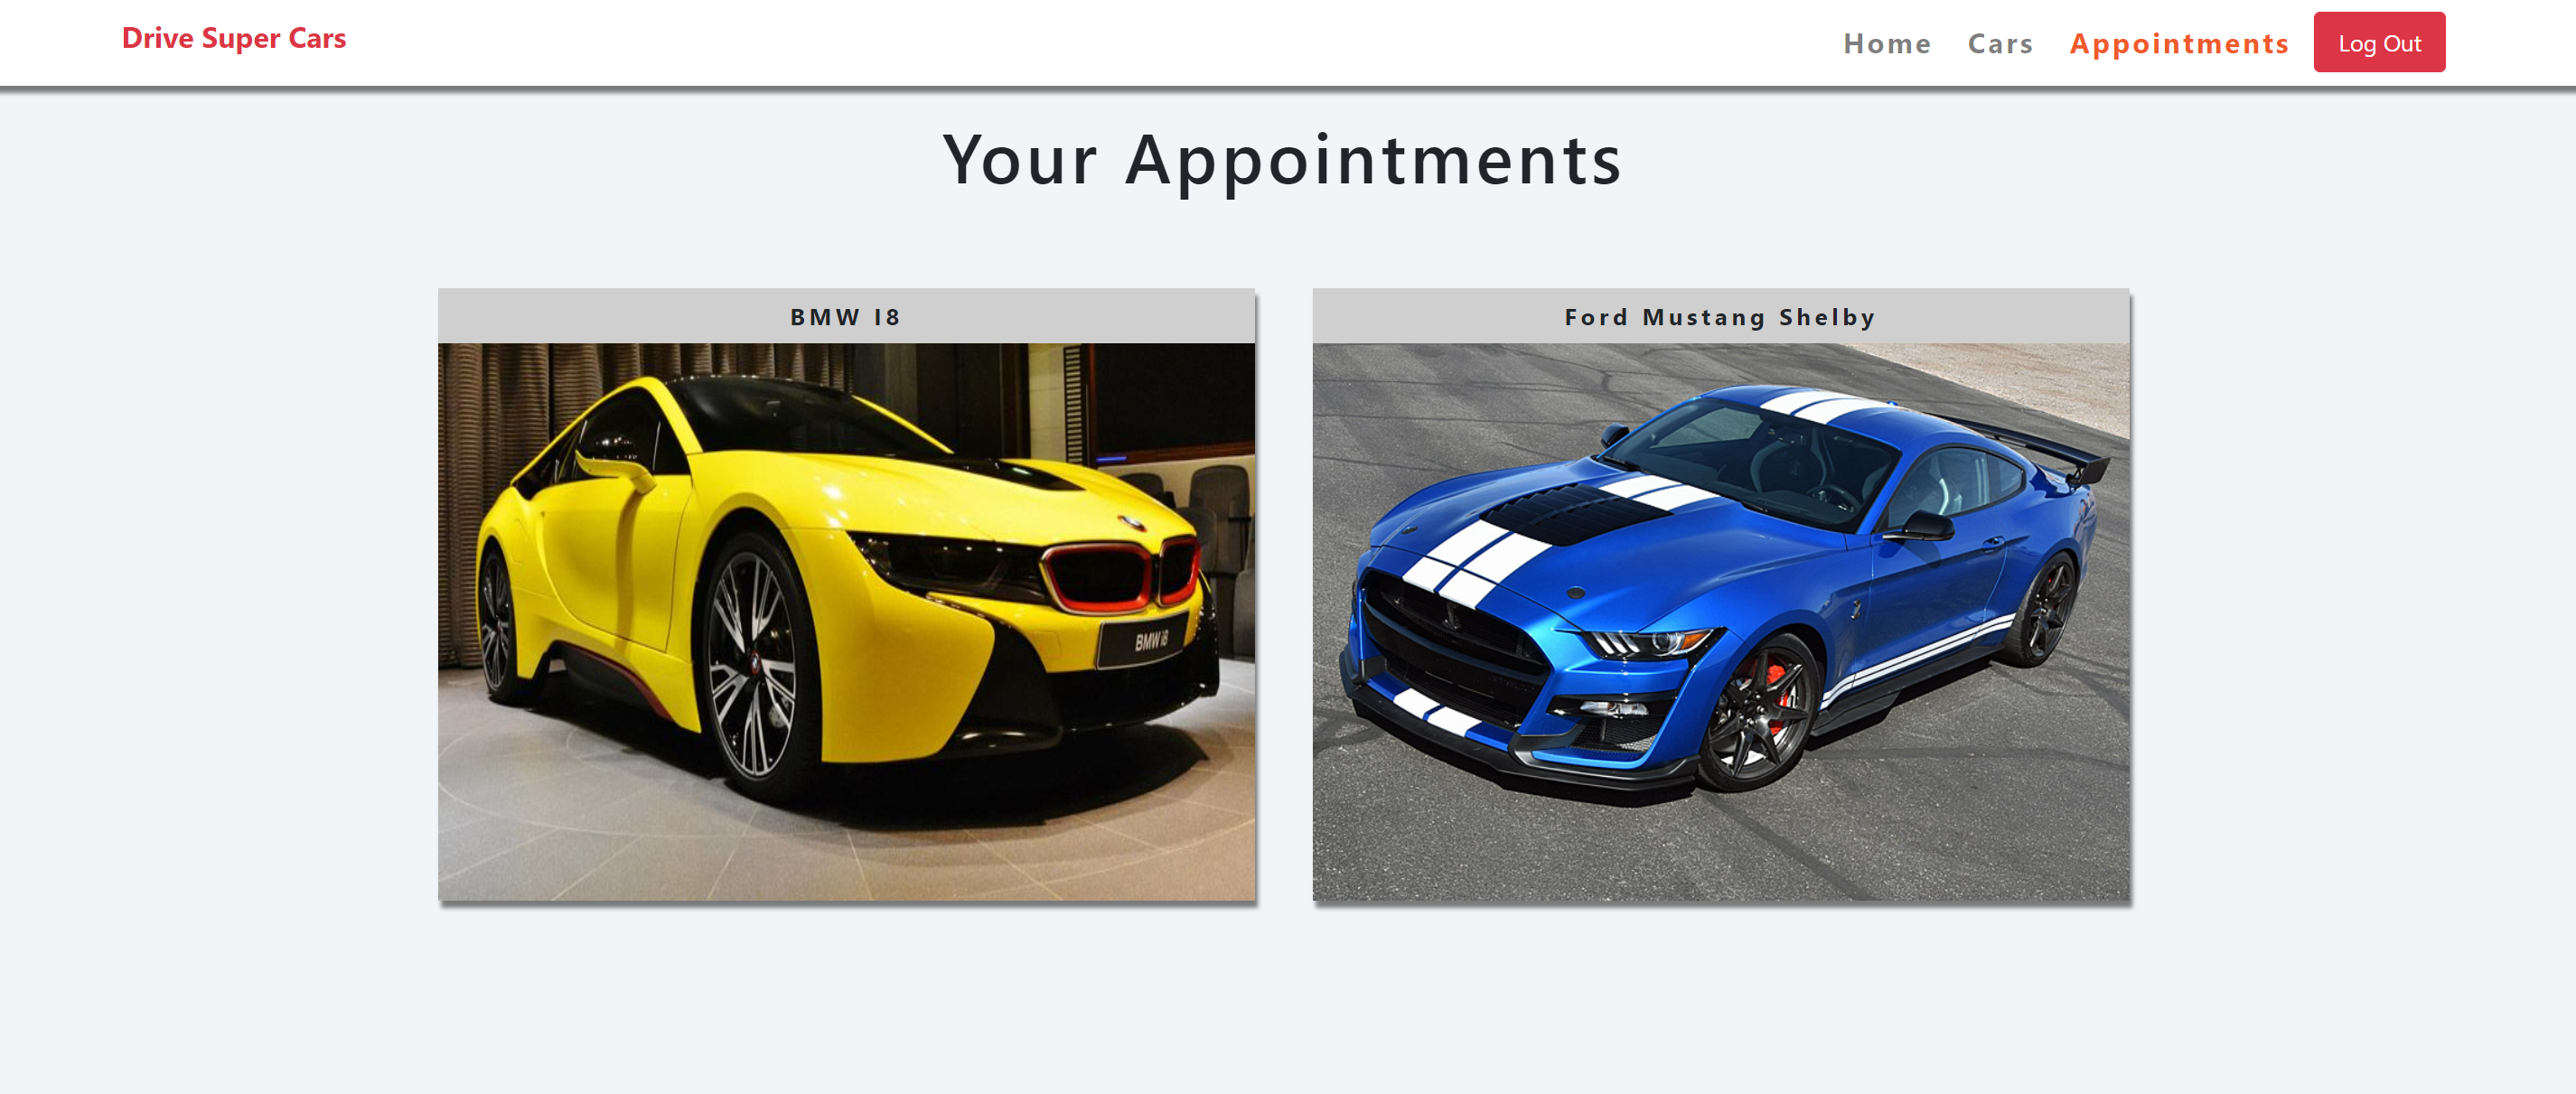 Drive Super Cars
Home Cars Appointments Log Out
Your Appointments
BMW I8
Ford Mustang Shelby
BMW i8